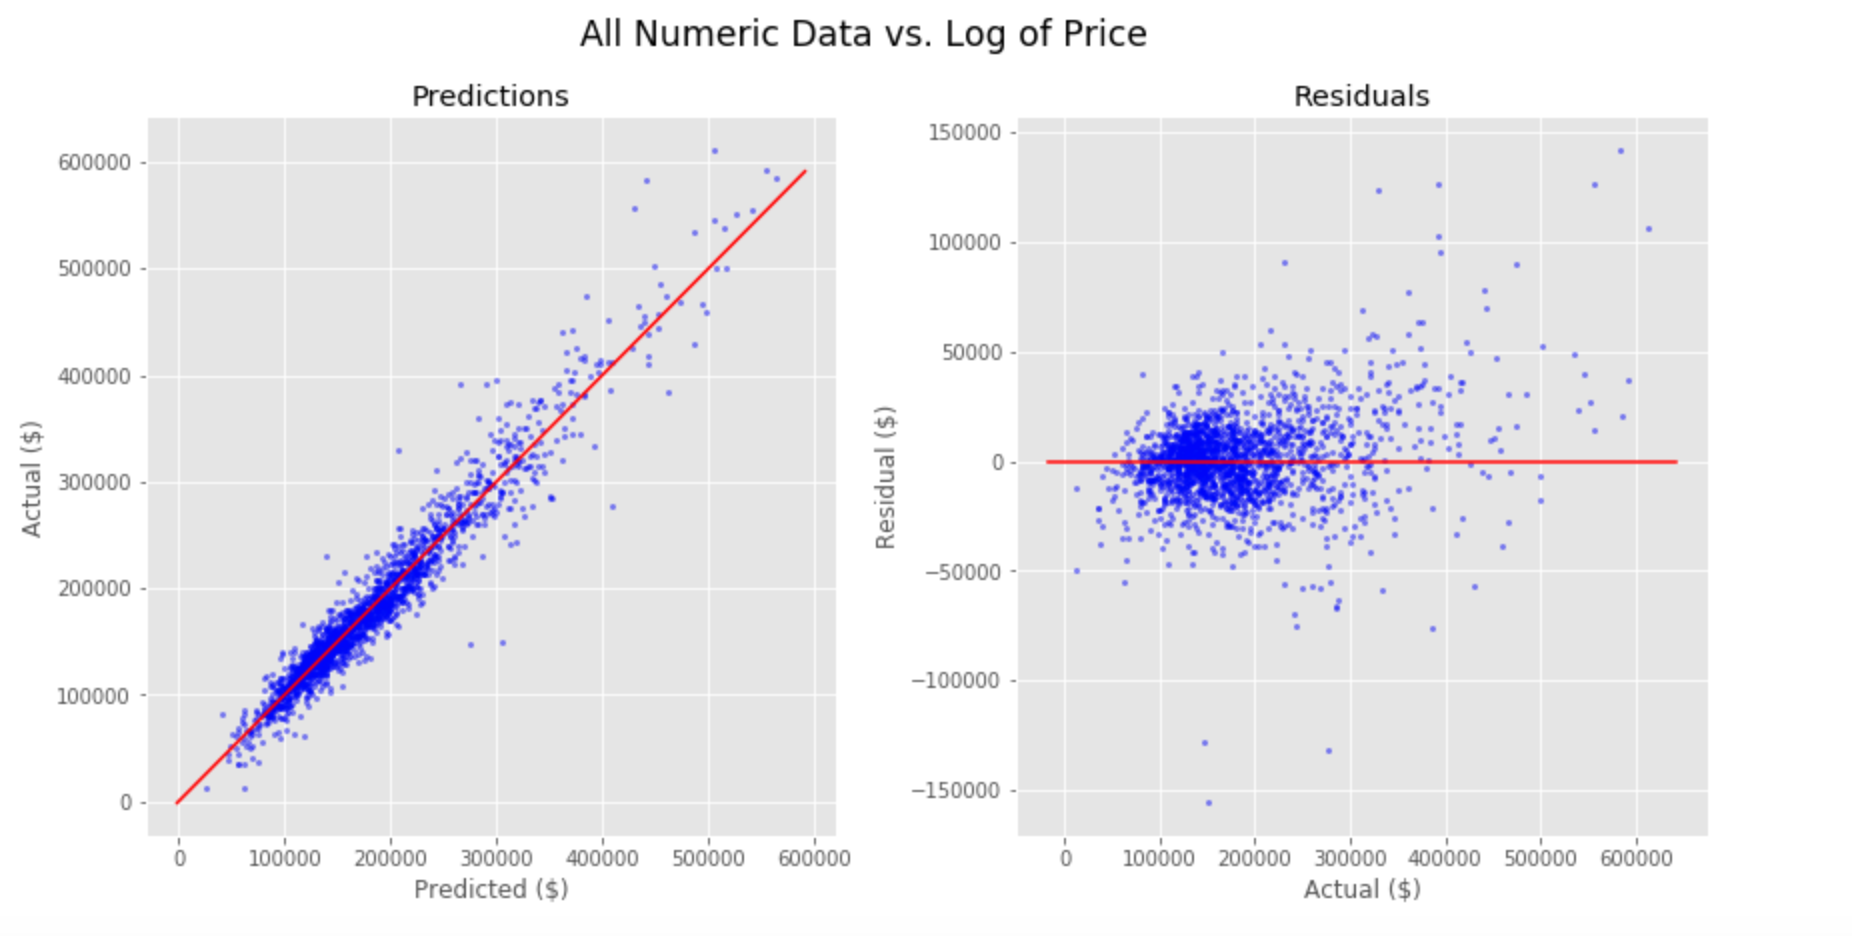 All Numeric Data vs. Log of Price
Predictions
600000
500000
400000
300000
200000
100000
0
Actual ($)
0 100000 200000 300000 400000 500000 600000
Predicted ($)
Residuals
150000
100000
50000
0
−50000
−100000
−150000
Residual ($)
0 100000 200000 300000 400000 500000 600000
Actual ($)